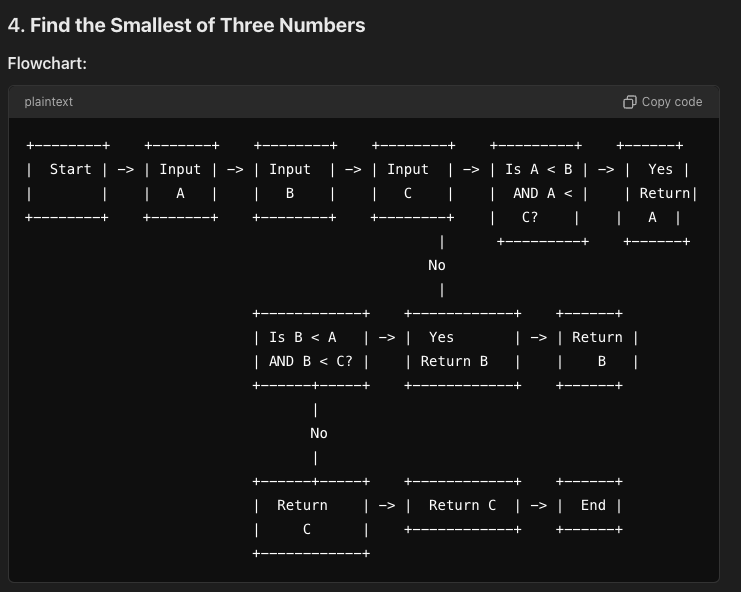 4. Find the Smallest of Three Numbers
Flowchart:
plaintext
Copy code
+--------+    +-------+    +--------+    +--------+    +---------+    +------+
|  Start | -> | Input | -> | Input  | -> | Input  | -> | Is A < B | -> |  Yes |
|        |    |   A   |    |   B    |    |   C    |    |  AND A < |    | Return|
+--------+    +-------+    +--------+    +--------+    |   C?    |    |   A  |
                                                 |      +---------+    +------+
                                                No
                                                 |
                           +------------+    +------------+    +------+
                           | Is B < A   | -> |  Yes       | -> | Return |
                           | AND B < C? |    | Return B   |    |    B   |
                           +------+-----+    +------------+    +------+
                                  |
                                 No
                                  |
                           +------+-----+    +------------+    +------+
                           |  Return    | -> |  Return C  | -> |  End |
                           |     C      |    +------------+    +------+
                           +------------+